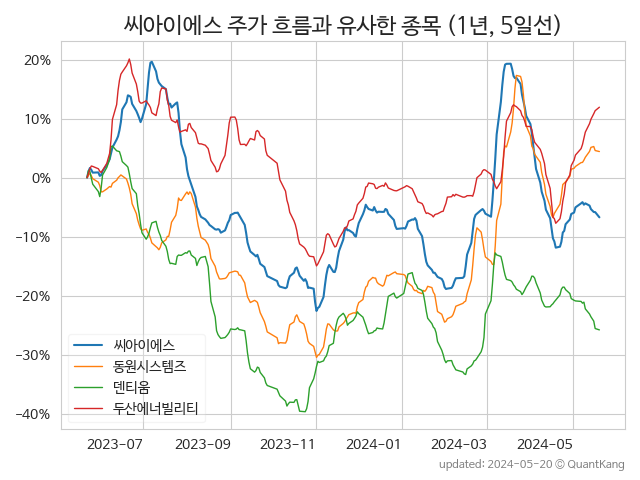 씨아이에스 주가 흐름과 유사한 종목 (1년, 5일선)
20%
10%
0%
−10%
−20%
−30%
−40%
씨아이에스
동원시스템즈
덴티움
두산에너빌리티
2023−07
2023−09
2023−11
2024−01
2024−03
2024−05
updated: 2024-05-20 © QuantKang